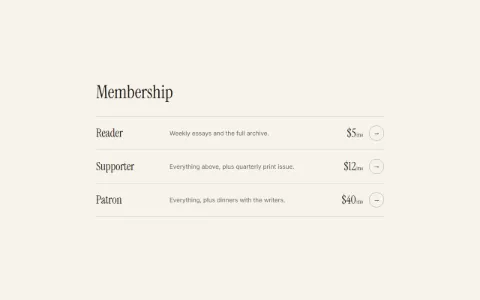 Membership
Reader Weekly essays and the full archive. $5/mo →
Supporter Everything above, plus quarterly print issue. $12/mo →
Patron Everything, plus dinners with the writers. $40/mo →